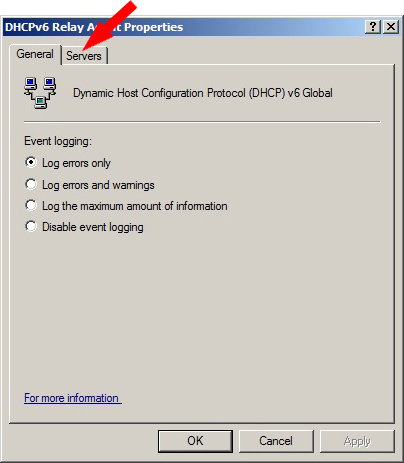 DHCPv6 Relay Agent Properties
General
Servers
Dynamic Host Configuration Protocol (DHCP) v6 Global
Event logging:
Log errors only
Log errors and warnings
Log the maximum amount of information
Disable event logging
For more information
OK
Cancel
Apply